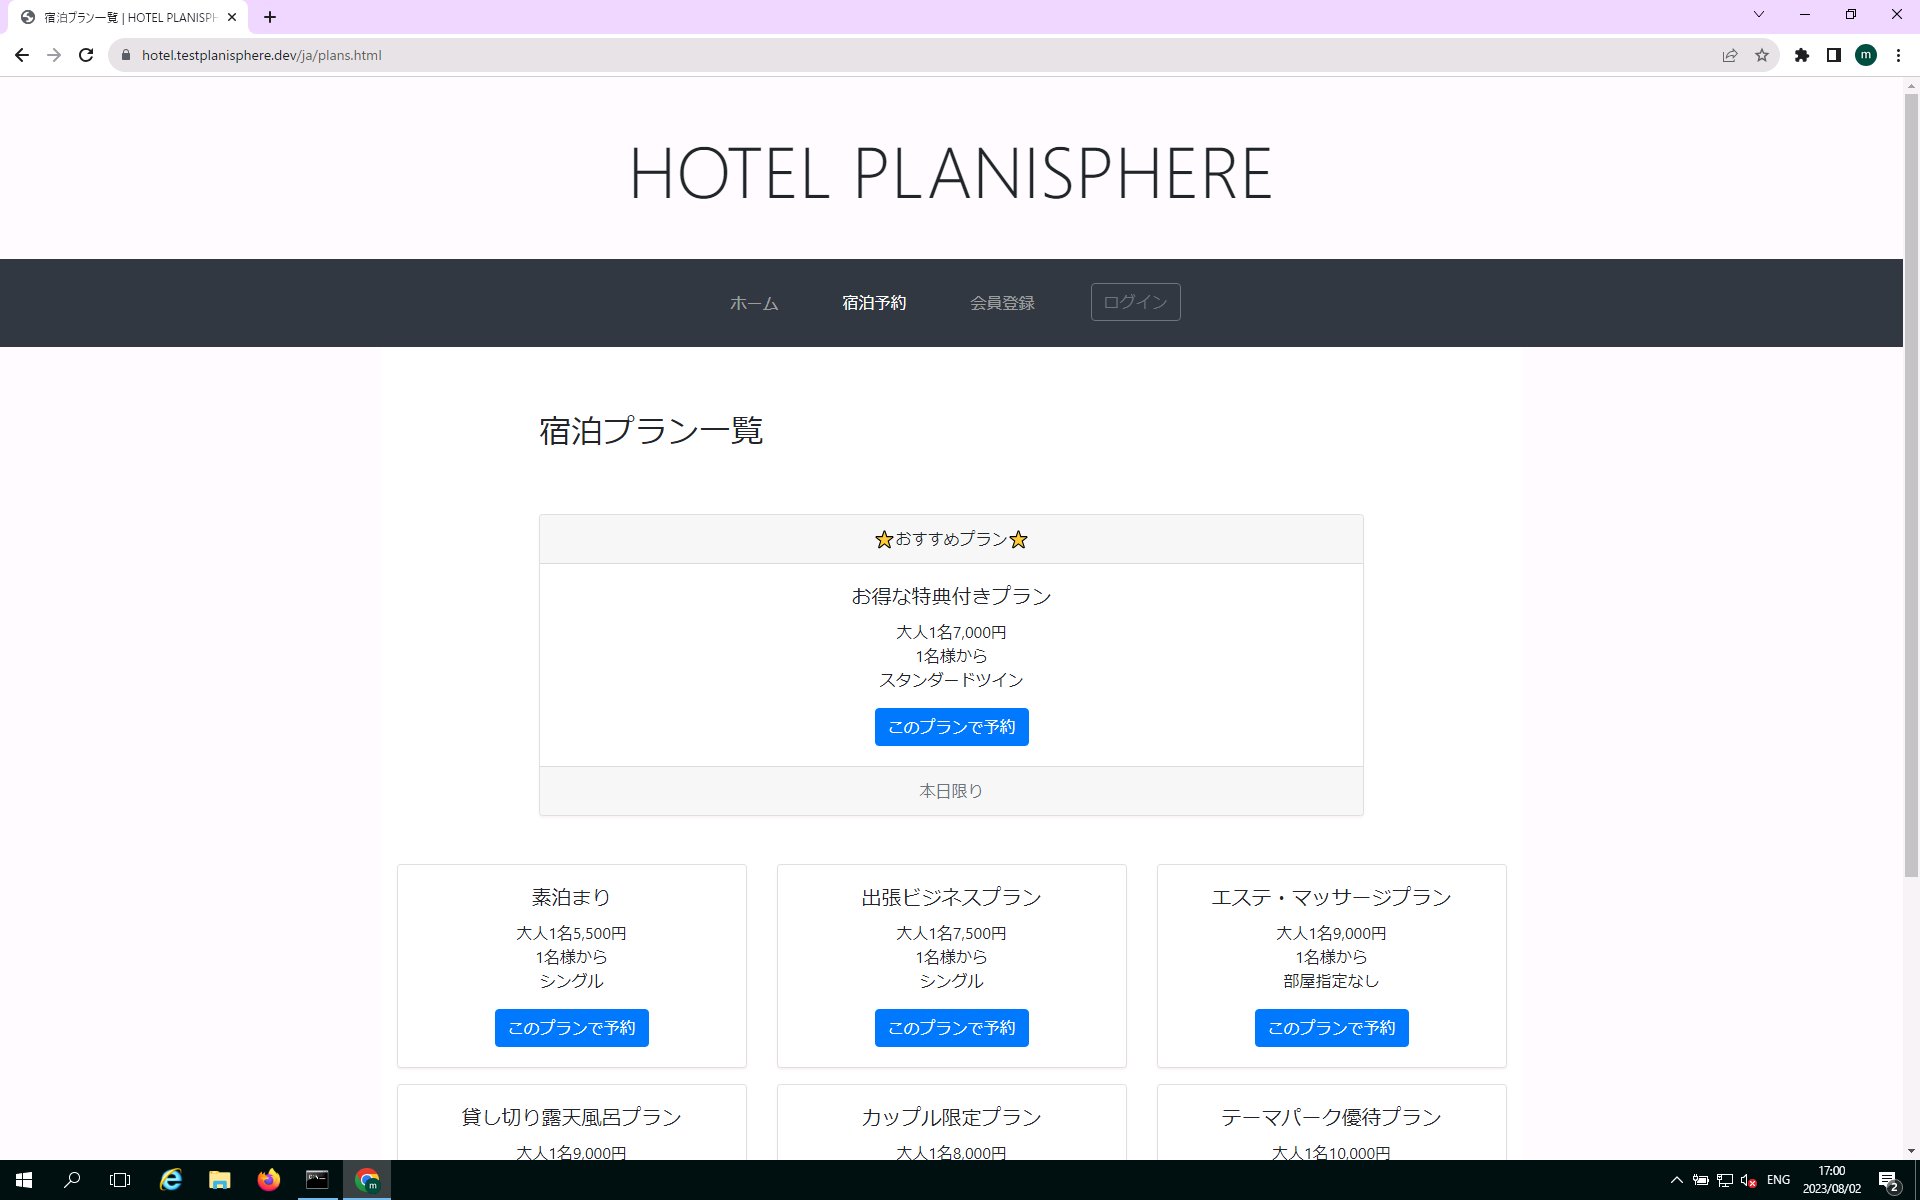 宿泊プラン一覧 | HOTEL PLANISPH
hotel.testplanisphere.dev/ja/plans.html
m
HOTEL PLANISPHERE
ホーム
宿泊予約
会員登録
ログイン
宿泊プラン一覧
⭐おすすめプラン⭐
お得な特典付きプラン
大人1名7,000円
1名様から
スタンダードツイン
このプランで予約
本日限り
素泊まり
大人1名5,500円
1名様から
シングル
このプランで予約
出張ビジネスプラン
大人1名7,500円
1名様から
シングル
このプランで予約
エステ・マッサージプラン
大人1名9,000円
1名様から
部屋指定なし
このプランで予約
貸し切り露天風呂プラン
大人1名9,000円
カップル限定プラン
大人1名8,000円
テーマパーク優待プラン
大人1名10,000円
m
ENG
17:00
2023/08/02
2